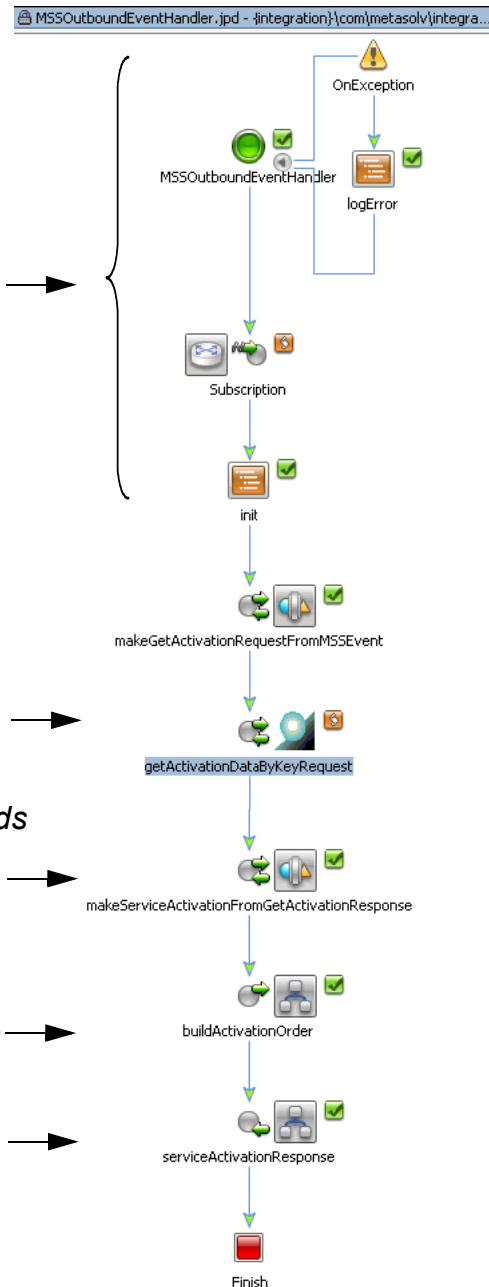 MSSOutboundEventHandler.jpd - {integration}\com\metasolv\integra...
OnException
MSSOutboundEventHandler
logError
Subscription
init
makeGetActivationRequestFromMSSEvent
getActivationDataByKeyRequest
ds
makeServiceActivationFromGetActivationResponse
buildActivationOrder
serviceActivationResponse
Finish